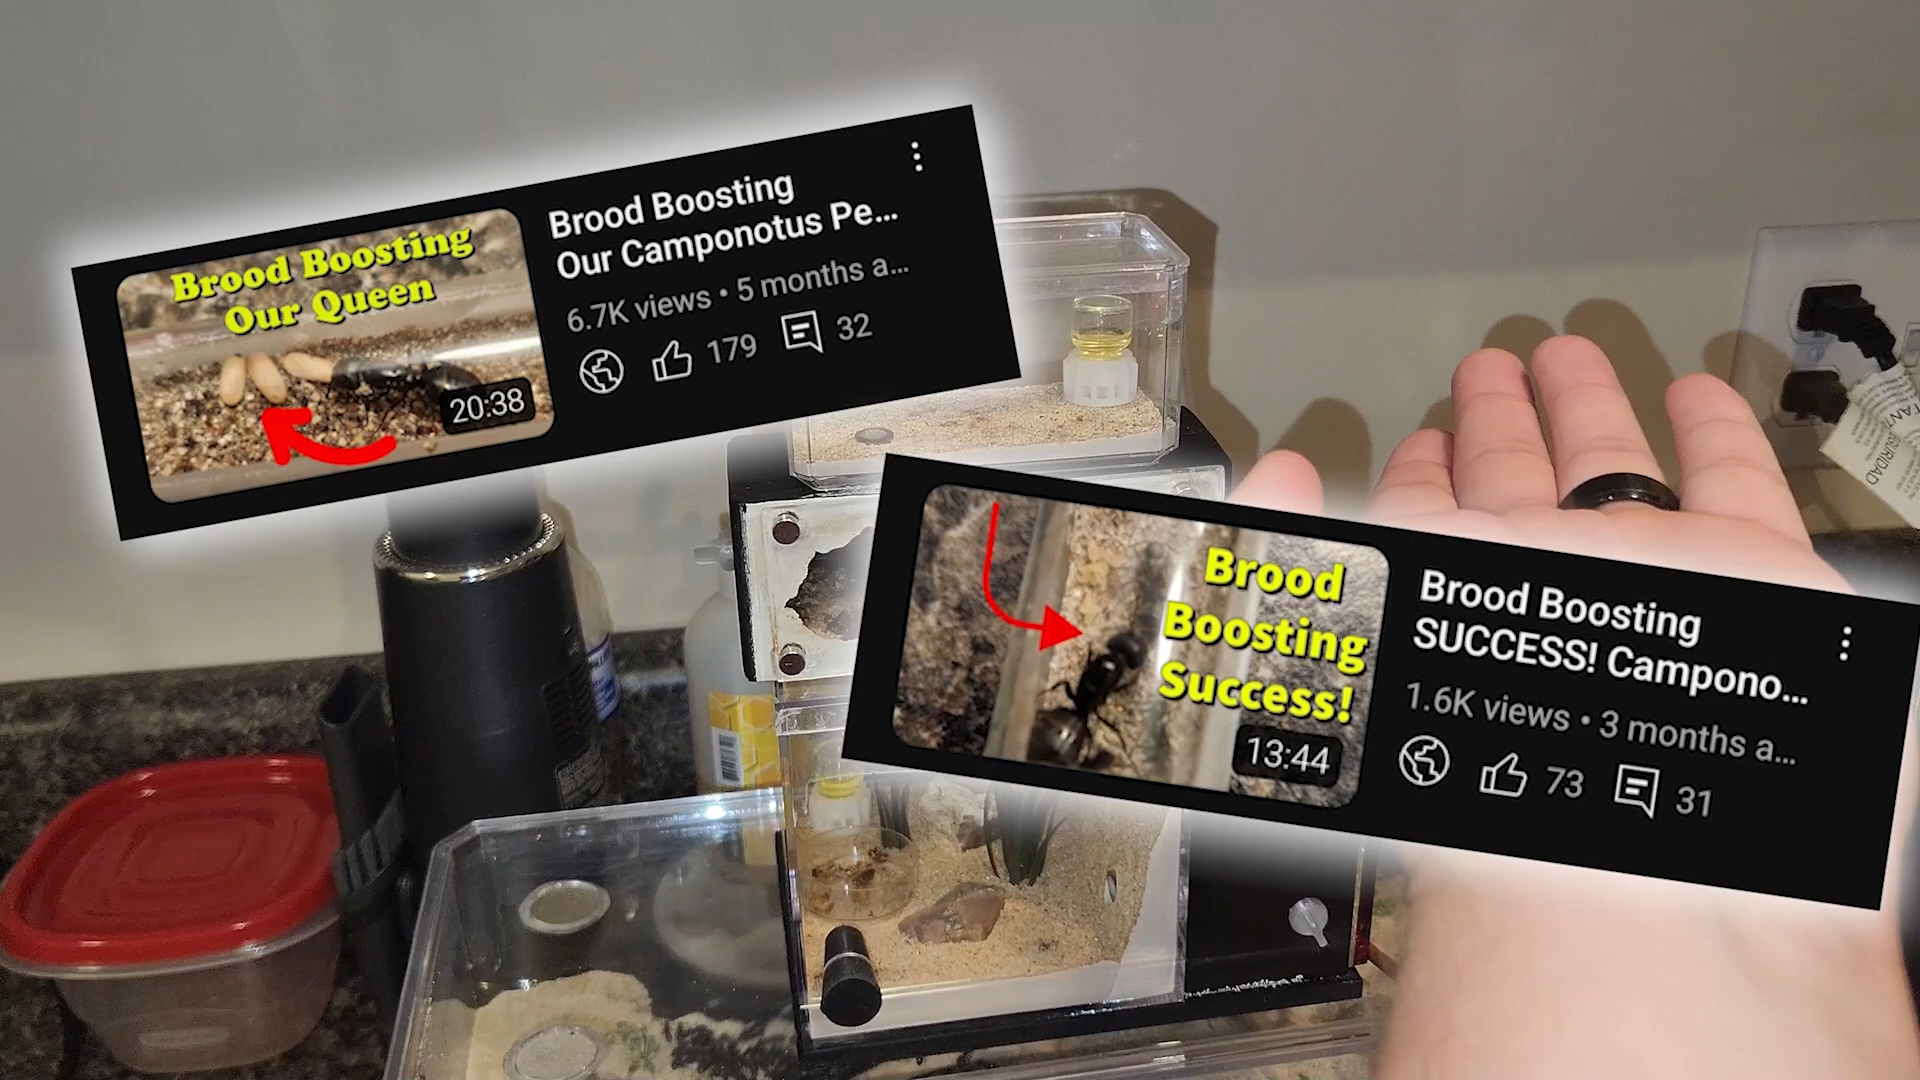 Brood Boosting
Our Queen
20:38
Brood Boosting
Our Camponotus Pe...
6.7K views • 5 months a...
179
32
Brood
Boosting
Success!
13:44
Brood Boosting
SUCCESS! Campono...
1.6K views • 3 months a...
73
31